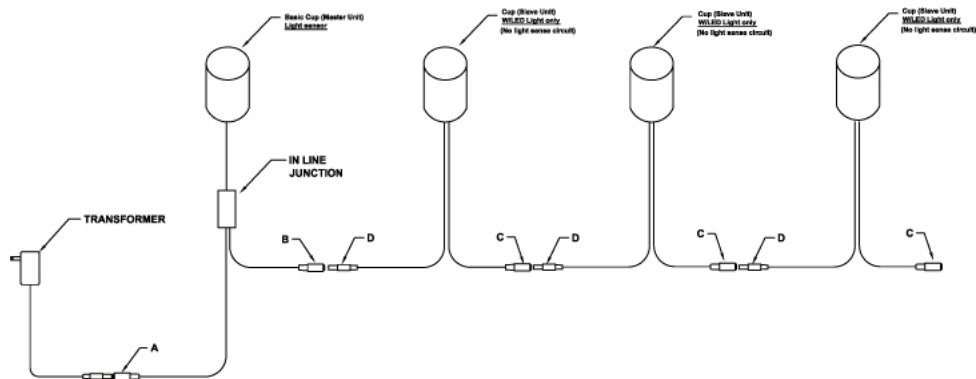 Basic Cup (Master Unit)
Light sensor
Cup (Slave Unit)
W/LED Light only
(No light sense circuit)
Cup (Slave Unit)
W/LED Light only
(No light sense circuit)
Cup (Slave Unit)
W/LED Light only
(No light sense circuit)
IN LINE
JUNCTION
TRANSFORMER
B
D
C
D
C
D
C
A